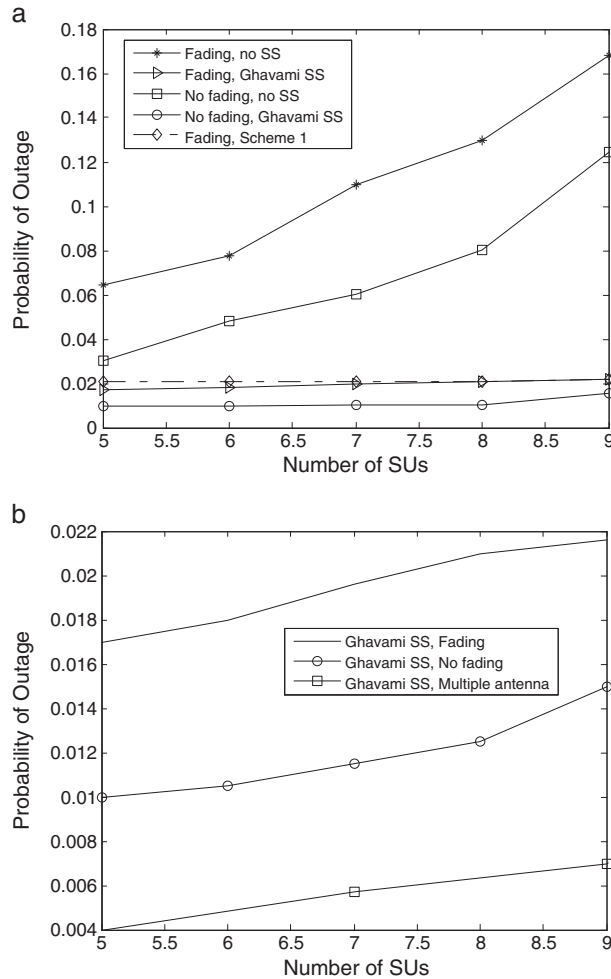 a
0.18
0.16
0.14
0.12
0.1
0.08
0.06
0.04
0.02
0
Probability of Outage
Fading, no SS
Fading, Ghavami SS
No fading, no SS
No fading, Ghavami SS
Fading, Scheme 1
5 5.5 6 6.5 7 7.5 8 8.5 9
Number of SUs
b
0.022
0.02
0.018
0.016
0.014
0.012
0.01
0.008
0.006
0.004
Probability of Outage
Ghavami SS, Fading
Ghavami SS, No fading
Ghavami SS, Multiple antenna
5 5.5 6 6.5 7 7.5 8 8.5 9
Number of SUs